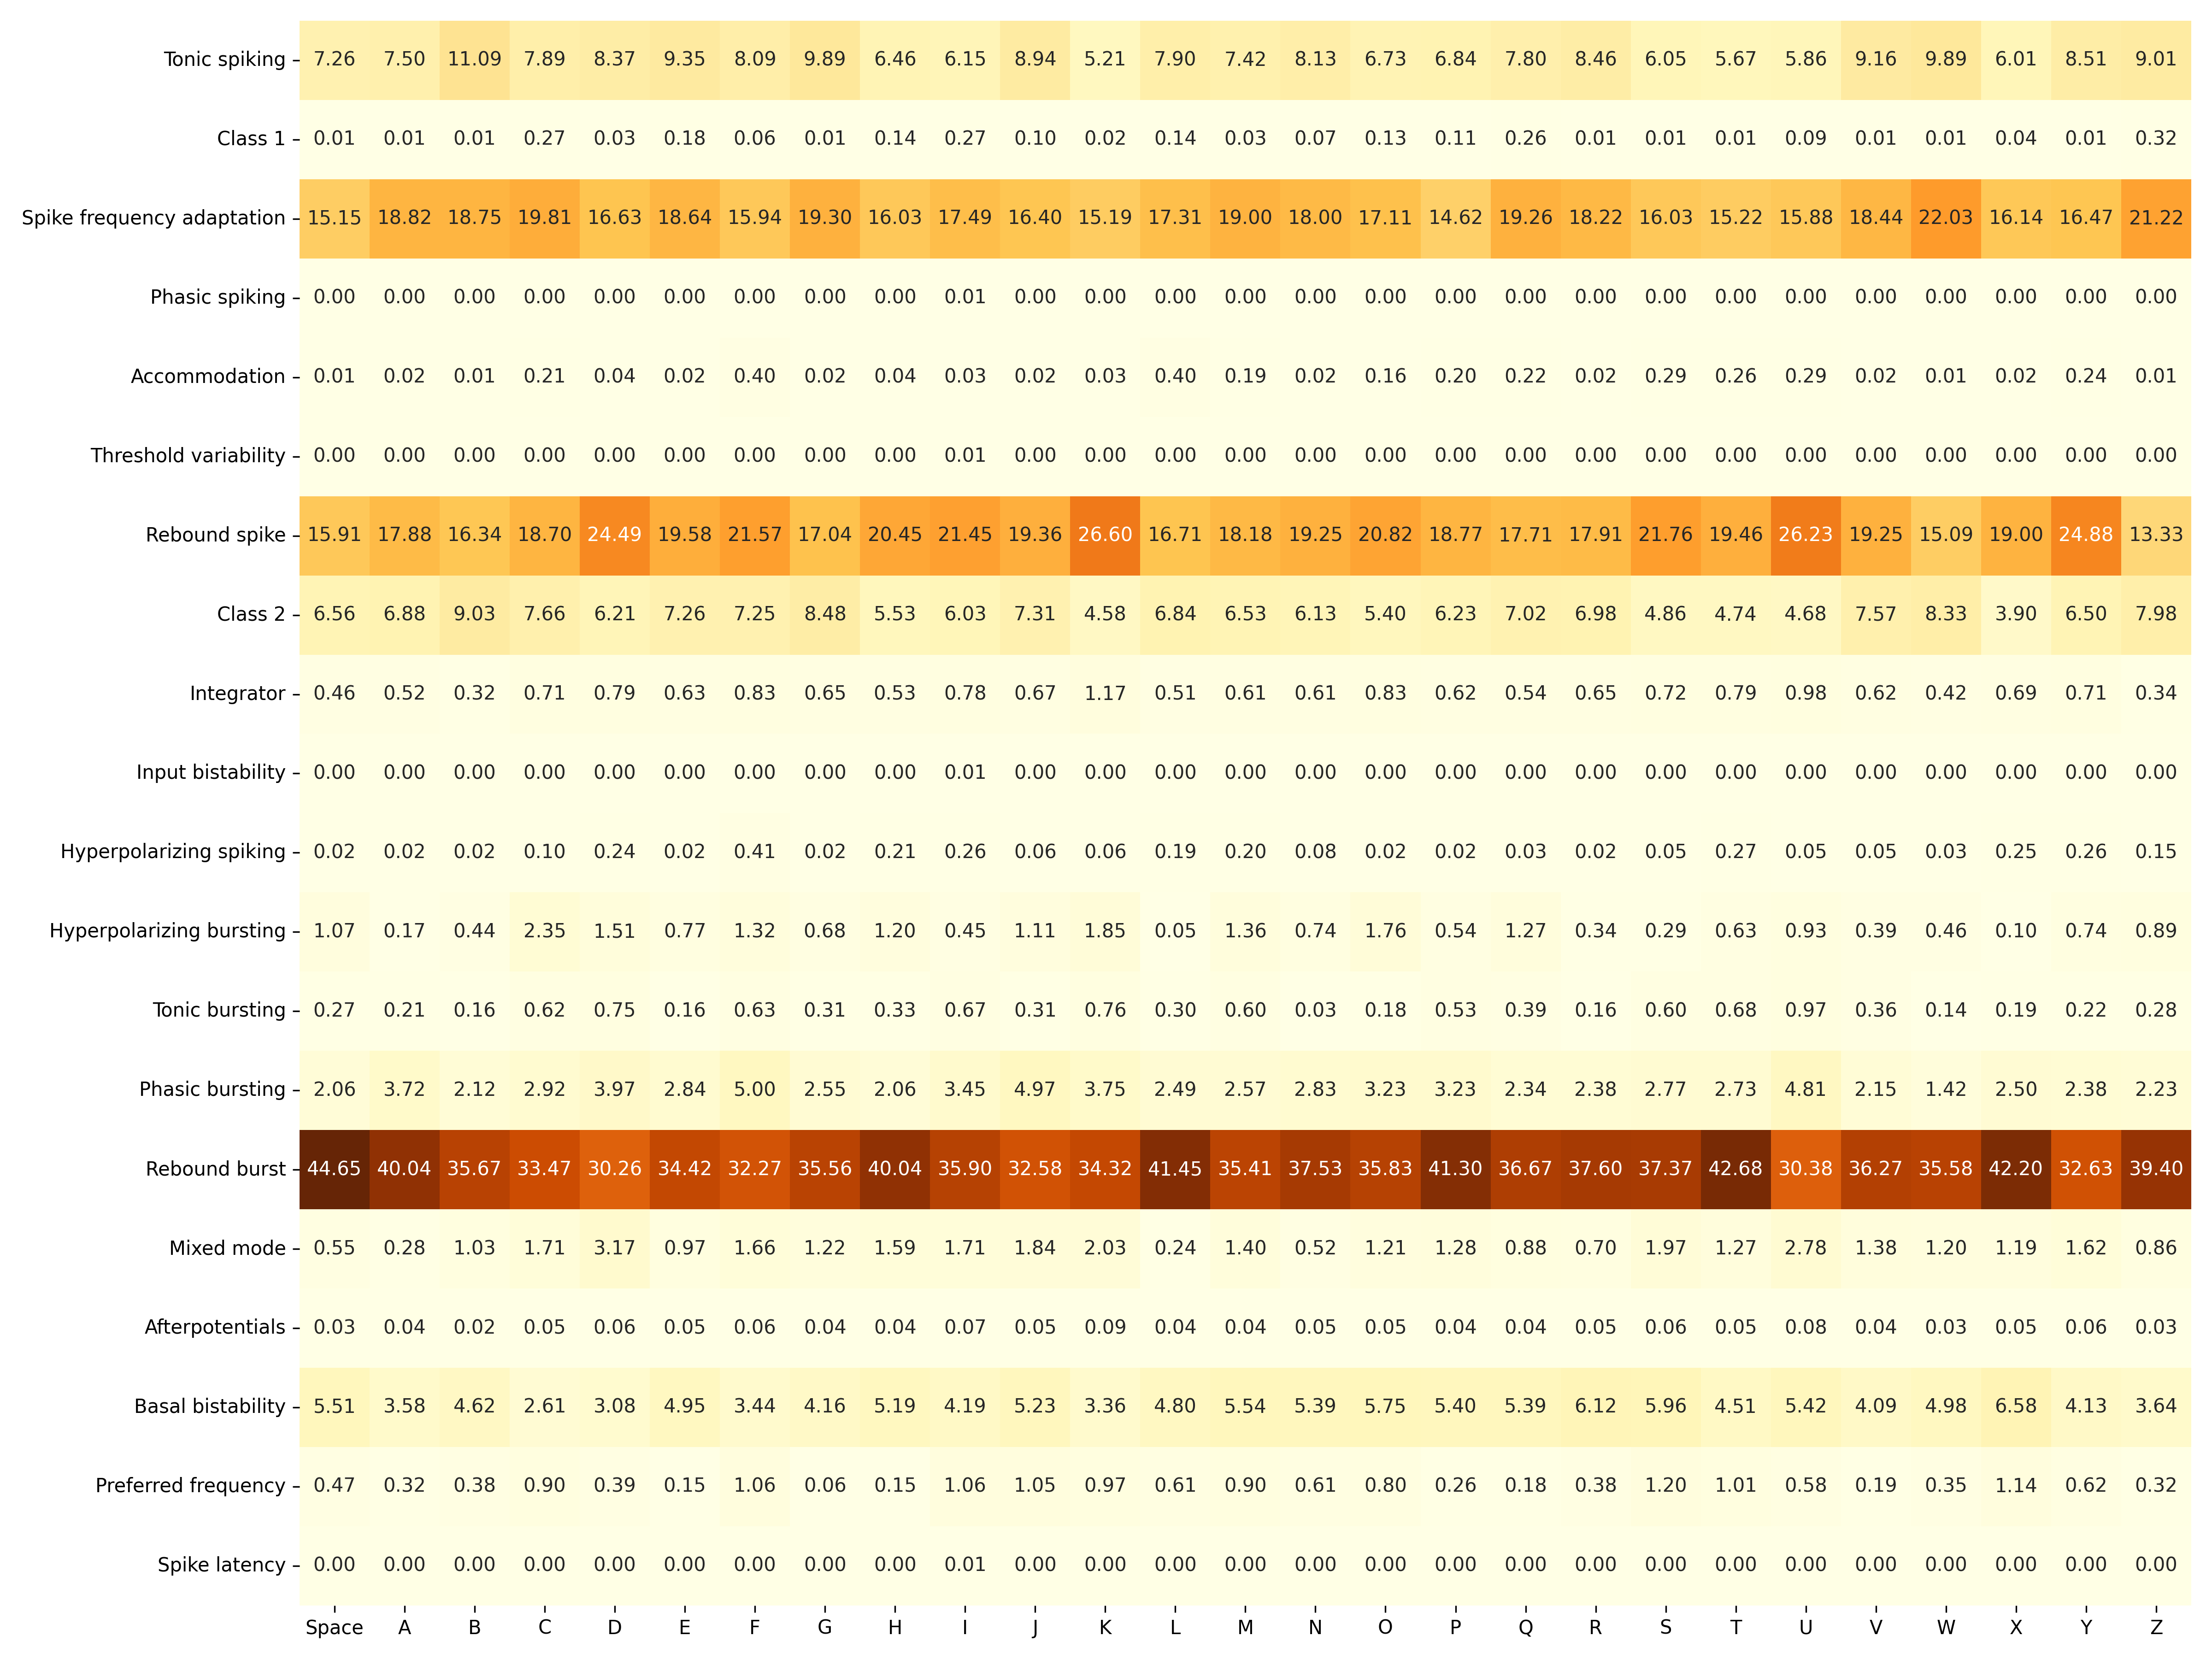 Tonic spiking 7.26 7.50 11.09 7.89 8.37 9.35 8.09 9.89 6.46 6.15 8.94 5.21 7.90 7.42 8.13 6.73 6.84 7.80 8.46 6.05 5.67 5.86 9.16 9.89 6.01 8.51 9.01
Class 1 0.01 0.01 0.01 0.27 0.03 0.18 0.06 0.01 0.14 0.27 0.10 0.02 0.14 0.03 0.07 0.13 0.11 0.26 0.01 0.01 0.01 0.09 0.01 0.01 0.04 0.01 0.32
Spike frequency adaptation 15.15 18.82 18.75 19.81 16.63 18.64 15.94 19.30 16.03 17.49 16.40 15.19 17.31 19.00 18.00 17.11 14.62 19.26 18.22 16.03 15.22 15.88 18.44 22.03 16.14 16.47 21.22
Phasic spiking 0.00 0.00 0.00 0.00 0.00 0.00 0.00 0.00 0.00 0.01 0.00 0.00 0.00 0.00 0.00 0.00 0.00 0.00 0.00 0.00 0.00 0.00 0.00 0.00 0.00 0.00 0.00
Accommodation 0.01 0.02 0.01 0.21 0.04 0.02 0.40 0.02 0.04 0.03 0.02 0.03 0.40 0.19 0.02 0.16 0.20 0.22 0.02 0.29 0.26 0.29 0.02 0.01 0.02 0.24 0.01
Threshold variability 0.00 0.00 0.00 0.00 0.00 0.00 0.00 0.00 0.00 0.01 0.00 0.00 0.00 0.00 0.00 0.00 0.00 0.00 0.00 0.00 0.00 0.00 0.00 0.00 0.00 0.00 0.00
Rebound spike 15.91 17.88 16.34 18.70 24.49 19.58 21.57 17.04 20.45 21.45 19.36 26.60 16.71 18.18 19.25 20.82 18.77 17.71 17.91 21.76 19.46 26.23 19.25 15.09 19.00 24.88 13.33
Class 2 6.56 6.88 9.03 7.66 6.21 7.26 7.25 8.48 5.53 6.03 7.31 4.58 6.84 6.53 6.13 5.40 6.23 7.02 6.98 4.86 4.74 4.68 7.57 8.33 3.90 6.50 7.98
Integrator 0.46 0.52 0.32 0.71 0.79 0.63 0.83 0.65 0.53 0.78 0.67 1.17 0.51 0.61 0.61 0.83 0.62 0.54 0.65 0.72 0.79 0.98 0.62 0.42 0.69 0.71 0.34
Input bistability 0.00 0.00 0.00 0.00 0.00 0.00 0.00 0.00 0.00 0.01 0.00 0.00 0.00 0.00 0.00 0.00 0.00 0.00 0.00 0.00 0.00 0.00 0.00 0.00 0.00 0.00 0.00
Hyperpolarizing spiking 0.02 0.02 0.02 0.10 0.24 0.02 0.41 0.02 0.21 0.26 0.06 0.06 0.19 0.20 0.08 0.02 0.02 0.03 0.02 0.05 0.27 0.05 0.05 0.03 0.25 0.26 0.15
Hyperpolarizing bursting 1.07 0.17 0.44 2.35 1.51 0.77 1.32 0.68 1.20 0.45 1.11 1.85 0.05 1.36 0.74 1.76 0.54 1.27 0.34 0.29 0.63 0.93 0.39 0.46 0.10 0.74 0.89
Tonic bursting 0.27 0.21 0.16 0.62 0.75 0.16 0.63 0.31 0.33 0.67 0.31 0.76 0.30 0.60 0.03 0.18 0.53 0.39 0.16 0.60 0.68 0.97 0.36 0.14 0.19 0.22 0.28
Phasic bursting 2.06 3.72 2.12 2.92 3.97 2.84 5.00 2.55 2.06 3.45 4.97 3.75 2.49 2.57 2.83 3.23 3.23 2.34 2.38 2.77 2.73 4.81 2.15 1.42 2.50 2.38 2.23
Rebound burst 44.65 40.04 35.67 33.47 30.26 34.42 32.27 35.56 40.04 35.90 32.58 34.32 41.45 35.41 37.53 35.83 41.30 36.67 37.60 37.37 42.68 30.38 36.27 35.58 42.20 32.63 39.40
Mixed mode 0.55 0.28 1.03 1.71 3.17 0.97 1.66 1.22 1.59 1.71 1.84 2.03 0.24 1.40 0.52 1.21 1.28 0.88 0.70 1.97 1.27 2.78 1.38 1.20 1.19 1.62 0.86
Afterpotentials 0.03 0.04 0.02 0.05 0.06 0.05 0.06 0.04 0.04 0.07 0.05 0.09 0.04 0.04 0.05 0.05 0.04 0.04 0.05 0.06 0.05 0.08 0.04 0.03 0.05 0.06 0.03
Basal bistability 5.51 3.58 4.62 2.61 3.08 4.95 3.44 4.16 5.19 4.19 5.23 3.36 4.80 5.54 5.39 5.75 5.40 5.39 6.12 5.96 4.51 5.42 4.09 4.98 6.58 4.13 3.64
Preferred frequency 0.47 0.32 0.38 0.90 0.39 0.15 1.06 0.06 0.15 1.06 1.05 0.97 0.61 0.90 0.61 0.80 0.26 0.18 0.38 1.20 1.01 0.58 0.19 0.35 1.14 0.62 0.32
Spike latency 0.00 0.00 0.00 0.00 0.00 0.00 0.00 0.00 0.00 0.01 0.00 0.00 0.00 0.00 0.00 0.00 0.00 0.00 0.00 0.00 0.00 0.00 0.00 0.00 0.00 0.00 0.00
Space A B C D E F G H I J K L M N O P Q R S T U V W X Y Z